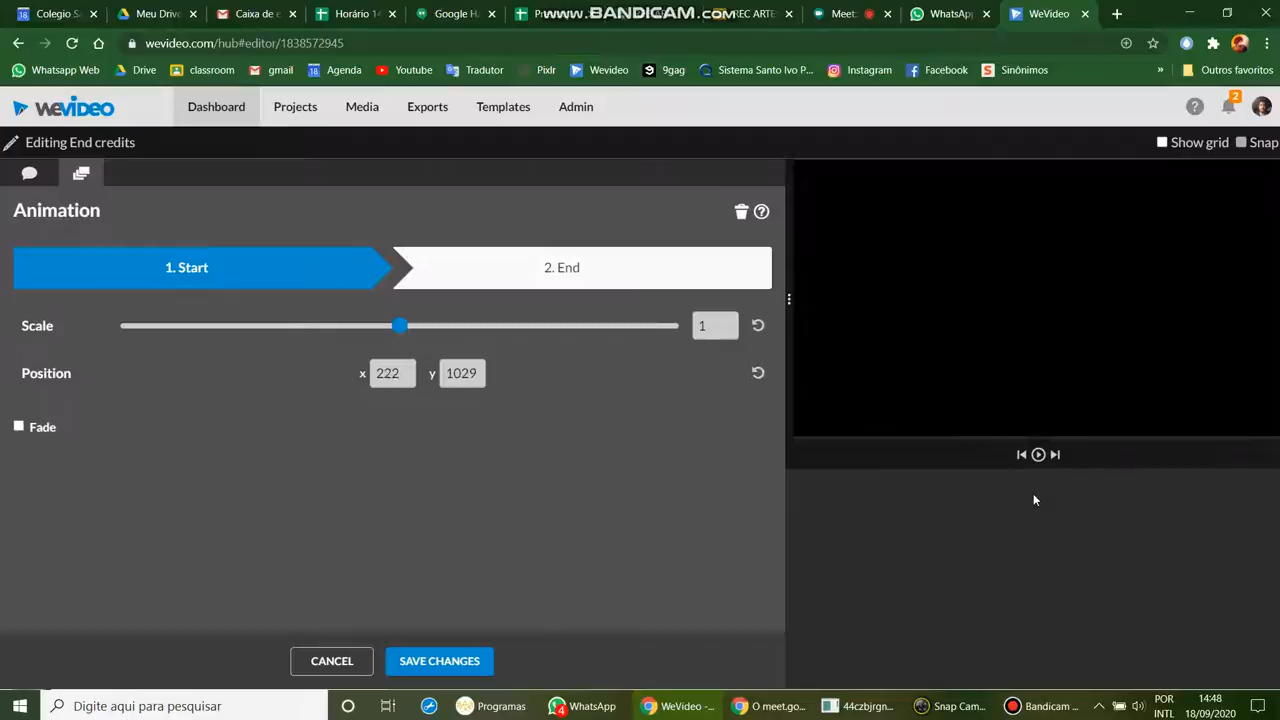 Colegio S
Meu Drive
Caixa de e
Horário 14
Google H
Pr
REC ARTE
Meet:
WhatsAp
WeVideo
www.BANDICAM.com
wevideo.com/hub#editor/1838572945
Whatsapp Web
Drive
classroom
gmail
Agenda
Youtube
Tradutor
Pixlr
Wevideo
9gag
Sistema Santo Ivo P...
Instagram
Facebook
Sinônimos
»
Outros favoritos
wevideo
Dashboard
Projects
Media
Exports
Templates
Admin
2
Editing End credits
Show grid
Snap
Animation
1. Start
2. End
Scale
1
Position
x 222
y 1029
Fade
CANCEL
SAVE CHANGES
Digite aqui para pesquisar
Programas
4
WhatsApp
WeVideo -...
O meet.go...
44czbjrgn...
Snap Cam...
Bandicam ...
POR
INTL
14:48
18/09/2020